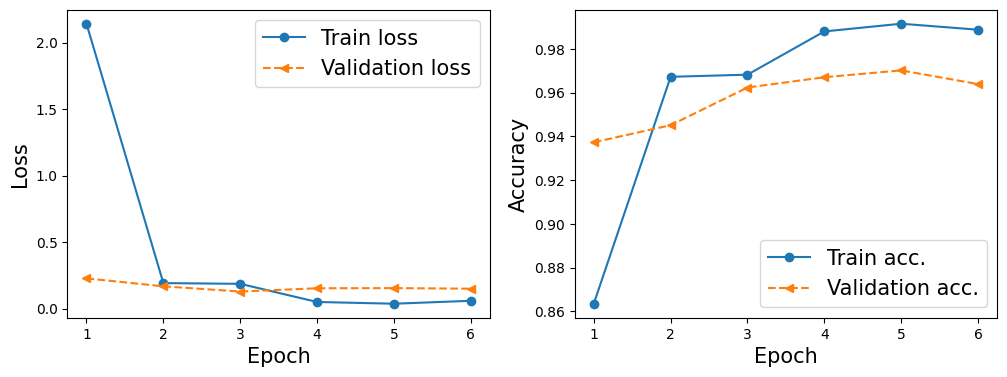 2.0
1.5
1.0
0.5
0.0
Loss
Train loss
Validation loss
1 2 3 4 5 6
Epoch
0.98
0.96
0.94
0.92
0.90
0.88
0.86
Accuracy
Train acc.
Validation acc.
1 2 3 4 5 6
Epoch